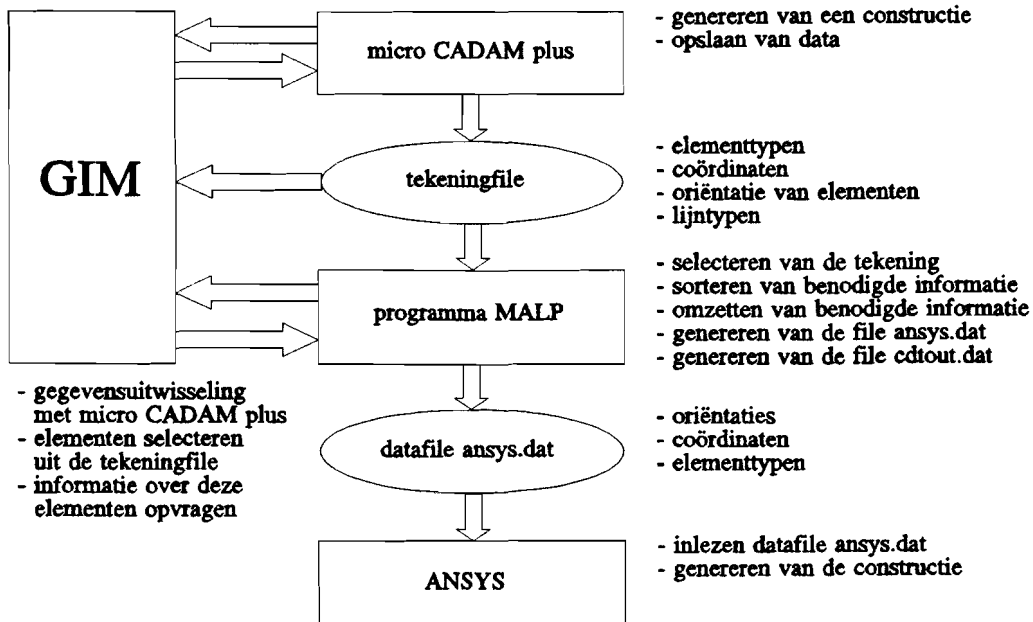 micro CADAM plus
- genereren van een constructie
- opslaan van data
GIM
tekeningfile
- elementtypen
- coördinaten
- oriëntatie van elementen
- lijntypen
programma MALP
- selecteren van de tekening
- sorteren van benodigde informatie
- omzetten van benodigde informatie
- genereren van de file ansys.dat
- genereren van de file cdtout.dat
- gegevensuitwisseling
met micro CADAM plus
- elementen selecteren
uit de tekeningfile
- informatie over deze
elementen opvragen
datafile ansys.dat
- oriëntaties
- coördinaten
- elementtypen
ANSYS
- inlezen datafile ansys.dat
- genereren van de constructie